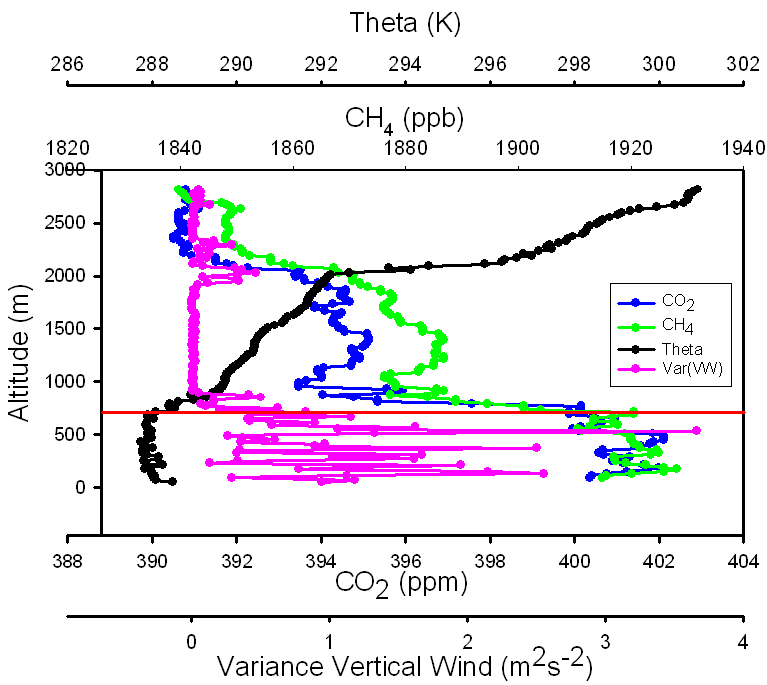 Theta (K)
286 288 290 292 294 296 298 300 302
CH4 (ppb)
1820 1840 1860 1880 1900 1920 1940
3000
2500
2000
1500
1000
500
0
Altitude (m)
CO2
CH4
Theta
Var(VW)
388 390 392 394 396 398 400 402 404
CO2 (ppm)
0 1 2 3 4
Variance Vertical Wind (m2s-2)